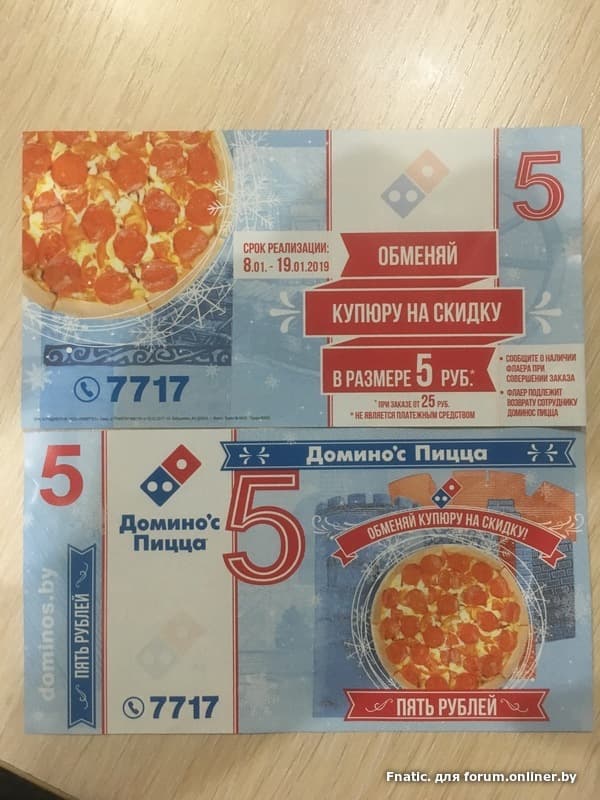 5
СРОК РЕАЛИЗАЦИИ:
8.01. - 19.01.2019
ОБМЕНЯЙ
КУПЮРУ НА СКИДКУ
В РАЗМЕРЕ 5 РУБ.*
*ПРИ ЗАКАЗЕ ОТ 25 РУБ.
* НЕ ЯВЛЯЕТСЯ ПЛАТЕЖНЫМ СРЕДСТВОМ
• СООБЩИТЕ О НАЛИЧИИ
ФЛАЕРА ПРИ
СОВЕРШЕНИИ ЗАКАЗА
• ФЛАЕР ПОДЛЕЖИТ
ВОЗВРАТУ СОТРУДНИКУ
ДОМИНОС ПИЦЦА
7717
5
Домино'с Пицца
5
Домино'с
Пицца
ОБМЕНЯЙ КУПЮРУ НА СКИДКУ!
dominos.by
ПЯТЬ РУБЛЕЙ
7717
ПЯТЬ РУБЛЕЙ
Fnatic. для forum.onliner.by